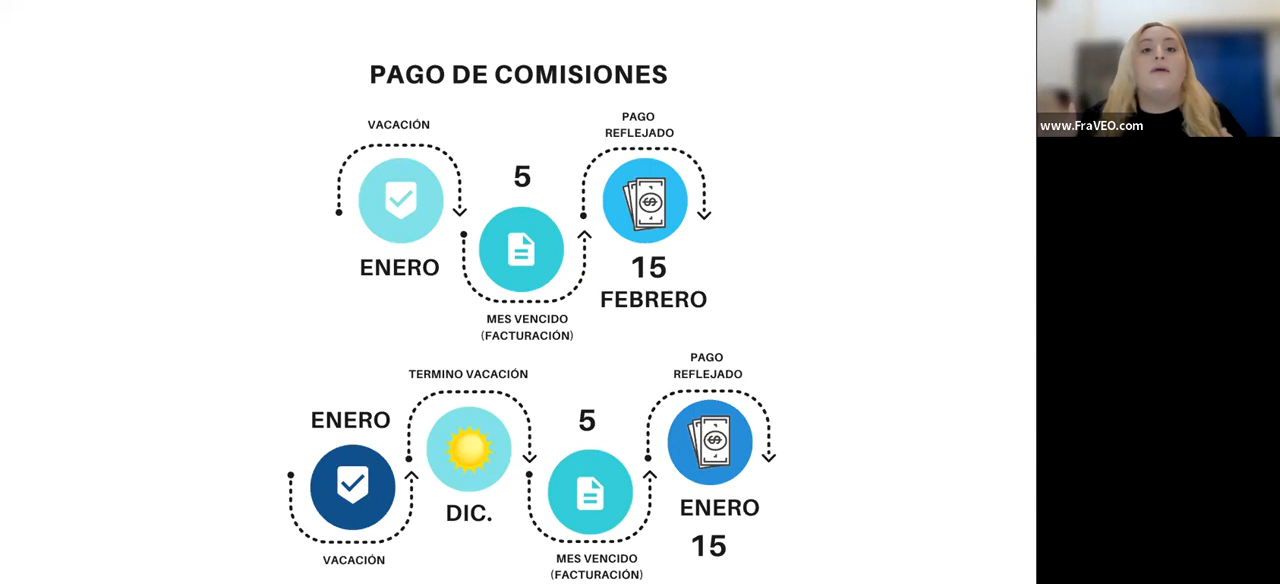 PAGO DE COMISIONES
VACACIÓN
ENERO
5
MES VENCIDO
(FACTURACIÓN)
PAGO
REFLEJADO
15
FEBRERO
ENERO
VACACIÓN
TERMINO VACACIÓN
DIC.
5
MES VENCIDO
(FACTURACIÓN)
PAGO
REFLEJADO
ENERO
15
www.FraVEO.com